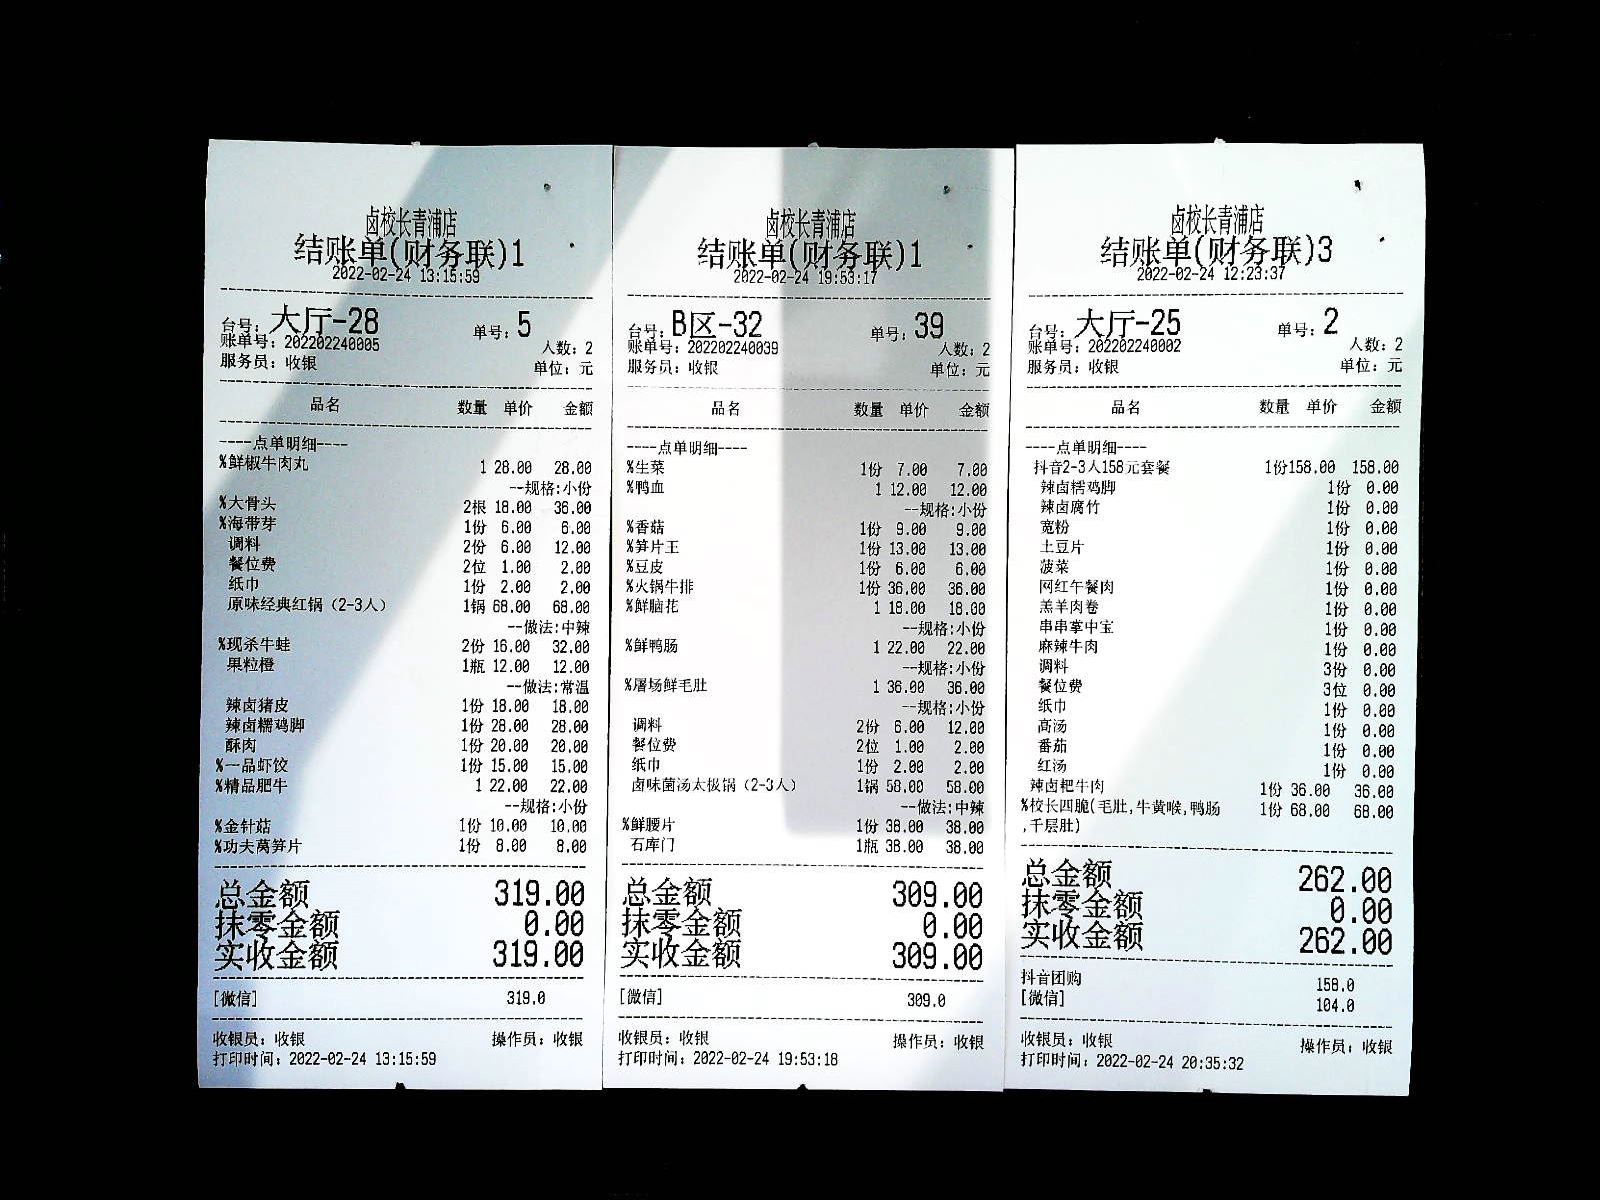 卤校长青浦店
结账单(财务联)1
2022-02-24 13:15:59
台号: 大厅-28 单号: 5
账单号: 202202240005 人数: 2
服务员: 收银 单位: 元
品名 数量 单价 金额
----点单明细----
%鲜椒牛肉丸 1 28.00 28.00
--规格:小份
%大骨头 2根 18.00 36.00
%海带芽 1份 6.00 6.00
调料 2份 6.00 12.00
餐位费 2位 1.00 2.00
纸巾 1份 2.00 2.00
原味经典红锅（2-3人） 1锅 68.00 68.00
--做法:中辣
%现杀牛蛙 2份 16.00 32.00
果粒橙 1瓶 12.00 12.00
--做法:常温
辣卤猪皮 1份 18.00 18.00
辣卤糯鸡脚 1份 28.00 28.00
酥肉 1份 20.00 20.00
%一品虾饺 1份 15.00 15.00
%精品肥牛 1 22.00 22.00
--规格:小份
%金针菇 1份 10.00 10.00
%功夫莴笋片 1份 8.00 8.00
总金额 319.00
抹零金额 0.00
实收金额 319.00
[微信] 319.0
收银员: 收银 操作员: 收银
打印时间: 2022-02-24 13:15:59
卤校长青浦店
结账单(财务联)1
2022-02-24 19:53:17
台号: B区-32 单号: 39
账单号: 202202240039 人数: 2
服务员: 收银 单位: 元
品名 数量 单价 金额
----点单明细----
%生菜 1份 7.00 7.00
%鸭血 1 12.00 12.00
--规格:小份
%香菇 1份 9.00 9.00
%笋片王 1份 13.00 13.00
%豆皮 1份 6.00 6.00
%火锅牛排 1份 36.00 36.00
%鲜脑花 1 18.00 18.00
--规格:小份
%鲜鸭肠 1 22.00 22.00
--规格:小份
%屠场鲜毛肚 1 36.00 36.00
--规格:小份
调料 2份 6.00 12.00
餐位费 2位 1.00 2.00
纸巾 1份 2.00 2.00
卤味菌汤太极锅（2-3人） 1锅 58.00 58.00
--做法:中辣
%鲜腰片 1份 38.00 38.00
石库门 1瓶 38.00 38.00
总金额 309.00
抹零金额 0.00
实收金额 309.00
[微信] 309.0
收银员: 收银 操作员: 收银
打印时间: 2022-02-24 19:53:18
卤校长青浦店
结账单(财务联)3
2022-02-24 12:23:37
台号: 大厅-25 单号: 2
账单号: 202202240002 人数: 2
服务员: 收银 单位: 元
品名 数量 单价 金额
----点单明细----
抖音2-3人158元套餐 1份158.00 158.00
辣卤糯鸡脚 1份 0.00
辣卤腐竹 1份 0.00
宽粉 1份 0.00
土豆片 1份 0.00
菠菜 1份 0.00
网红午餐肉 1份 0.00
羔羊肉卷 1份 0.00
串串掌中宝 1份 0.00
麻辣牛肉 1份 0.00
调料 3份 0.00
餐位费 3位 0.00
纸巾 1份 0.00
高汤 1份 0.00
番茄 1份 0.00
红汤 1份 0.00
辣卤粑牛肉 1份 36.00 36.00
%校长四脆(毛肚,牛黄喉,鸭肠 1份 68.00 68.00
,千层肚)
总金额 262.00
抹零金额 0.00
实收金额 262.00
抖音团购 158.0
[微信] 104.0
收银员: 收银 操作员: 收银
打印时间: 2022-02-24 20:35:32